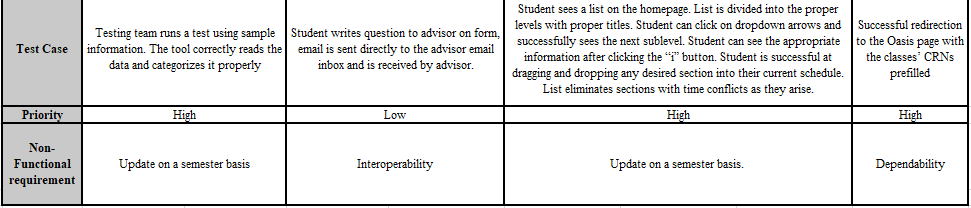 Test Case
Testing team runs a test using sample
information. The tool correctly reads the
data and categorizes it properly
Student writes question to advisor on form,
email is sent directly to the advisor email
inbox and is received by advisor.
Student sees a list on the homepage. List is divided into the proper
levels with proper titles. Student can click on dropdown arrows and
successfully sees the next sublevel. Student can see the appropriate
information after clicking the “i” button. Student is successful at
dragging and dropping any desired section into their current schedule.
List eliminates sections with time conflicts as they arise.
Successful redirection
to the Oasis page with
the classes’ CRNs
prefilled
Priority
High
Low
High
High
Non-
Functional
requirement
Update on a semester basis
Interoperability
Update on a semester basis.
Dependability